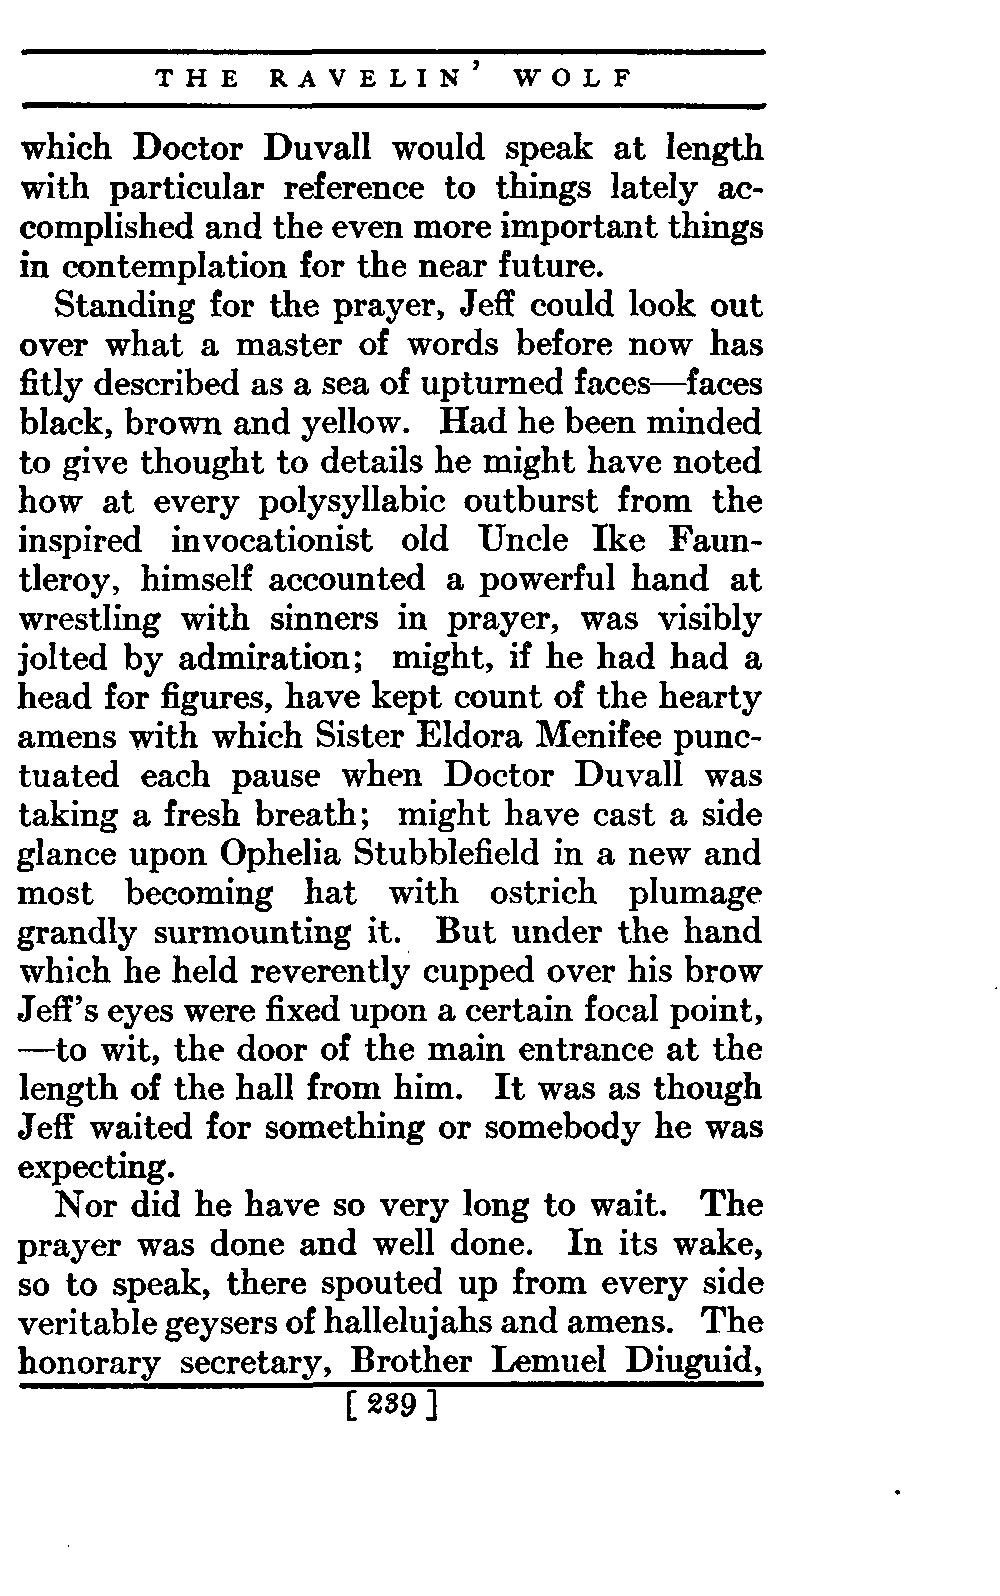 THE RAVELIN' WOLF
which Doctor Duvall would speak at length
with particular reference to things lately ac-
complished and the even more important things
in contemplation for the near future.
Standing for the prayer, Jeff could look out
over what a master of words before now has
fitly described as a sea of upturned faces—faces
black, brown and yellow. Had he been minded
to give thought to details he might have noted
how at every polysyllabic outburst from the
inspired invocationist old Uncle Ike Faun-
tleroy, himself accounted a powerful hand at
wrestling with sinners in prayer, was visibly
jolted by admiration; might, if he had had a
head for figures, have kept count of the hearty
amens with which Sister Eldora Menifee punc-
tuated each pause when Doctor Duvall was
taking a fresh breath; might have cast a side
glance upon Ophelia Stubblefield in a new and
most becoming hat with ostrich plumage
grandly surmounting it. But under the hand
which he held reverently cupped over his brow
Jeff's eyes were fixed upon a certain focal point,
—to wit, the door of the main entrance at the
length of the hall from him. It was as though
Jeff waited for something or somebody he was
expecting.
Nor did he have so very long to wait. The
prayer was done and well done. In its wake,
so to speak, there spouted up from every side
veritable geysers of hallelujahs and amens. The
honorary secretary, Brother Lemuel Diuguid,
[ 239 ]